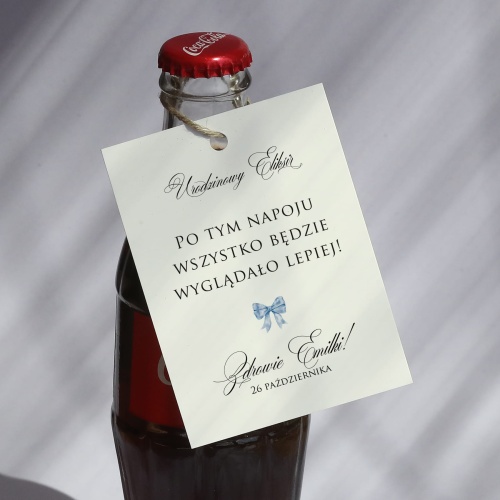 Coca-Cola
Urodzinowy Eliksir
PO TYM NAPOJU
WSZYSTKO BĘDZIE
WYGLĄDAŁO LEPIEJ!
Zdrowie Emilki!
26 PAŹDZIERNIKA